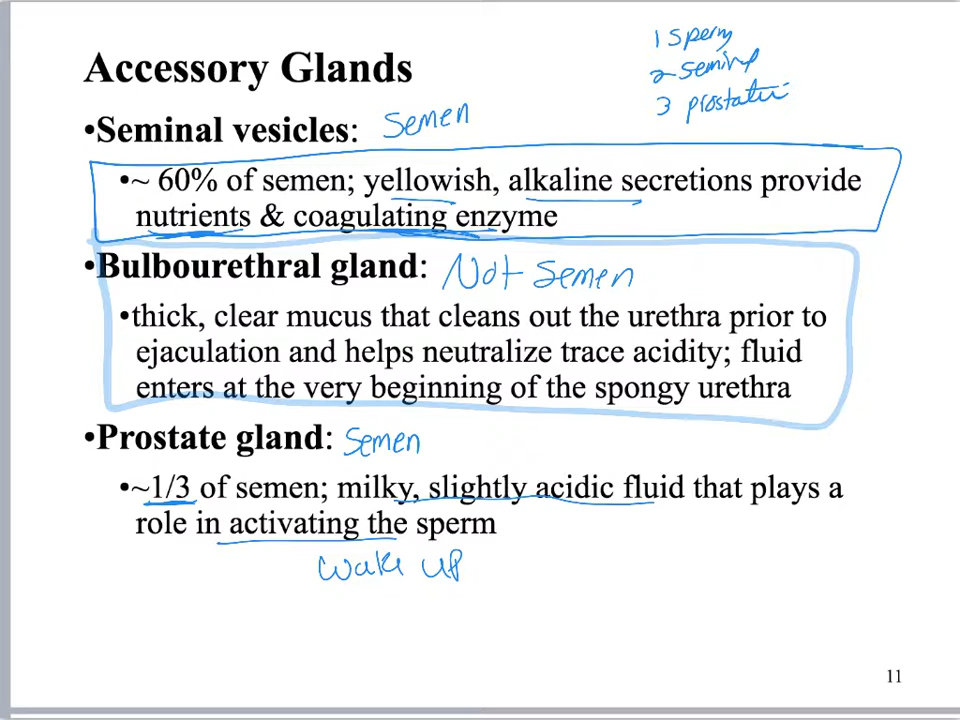 1 sperm
2 seminal
3 prostatic
Accessory Glands
•Seminal vesicles: Semen
•~ 60% of semen; yellowish, alkaline secretions provide
nutrients & coagulating enzyme
•Bulbourethral gland: Not Semen
•thick, clear mucus that cleans out the urethra prior to
ejaculation and helps neutralize trace acidity; fluid
enters at the very beginning of the spongy urethra
•Prostate gland: Semen
•~1/3 of semen; milky, slightly acidic fluid that plays a
role in activating the sperm
wake up
11